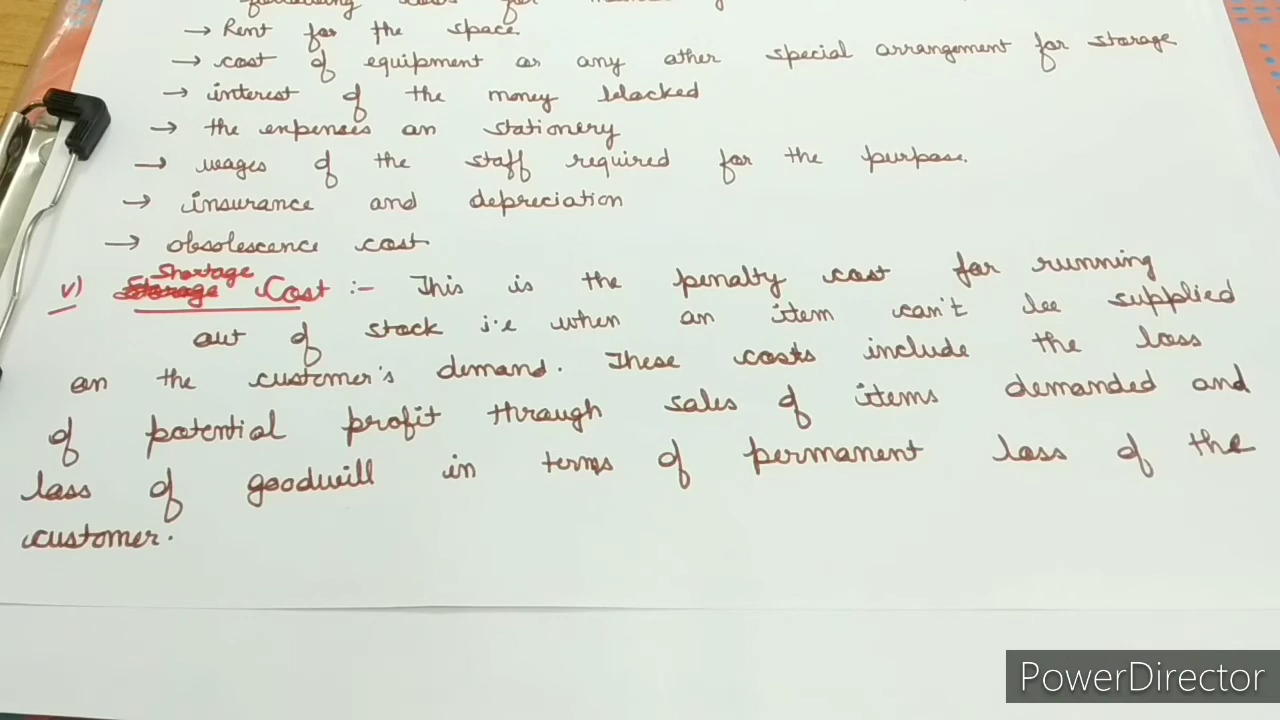 following costs for
→ Rent for the space.
→ cost of equipment or any other special arrangement for storage
→ interest of the money blocked
→ the expenses on stationery
→ wages of the staff required for the purpose.
→ insurance and depreciation
→ obsolescence cost
v) Shortage Cost :- This is the penalty cost for running
out of stock i.e when an item can't be supplied
on the customer's demand. These costs include the loss
of potential profit through sales of items demanded and
loss of goodwill in terms of permanent loss of the
customer.
PowerDirector